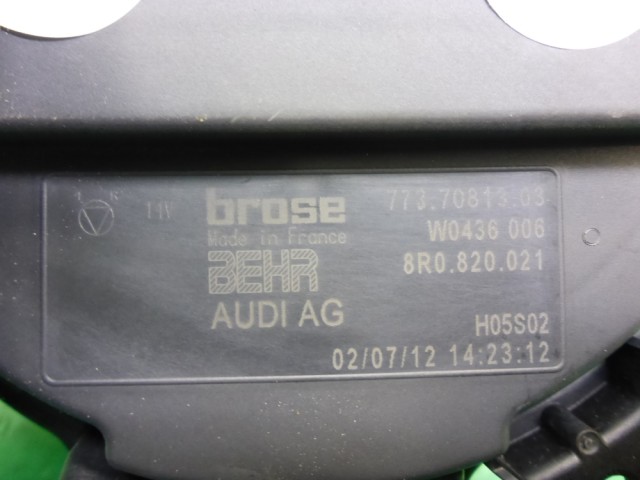 L R 11V brose 773.70813.03
Made in France W0436 006
BEHR 8R0.820.021
AUDI AG
H05S02
02/07/12 14:23:12